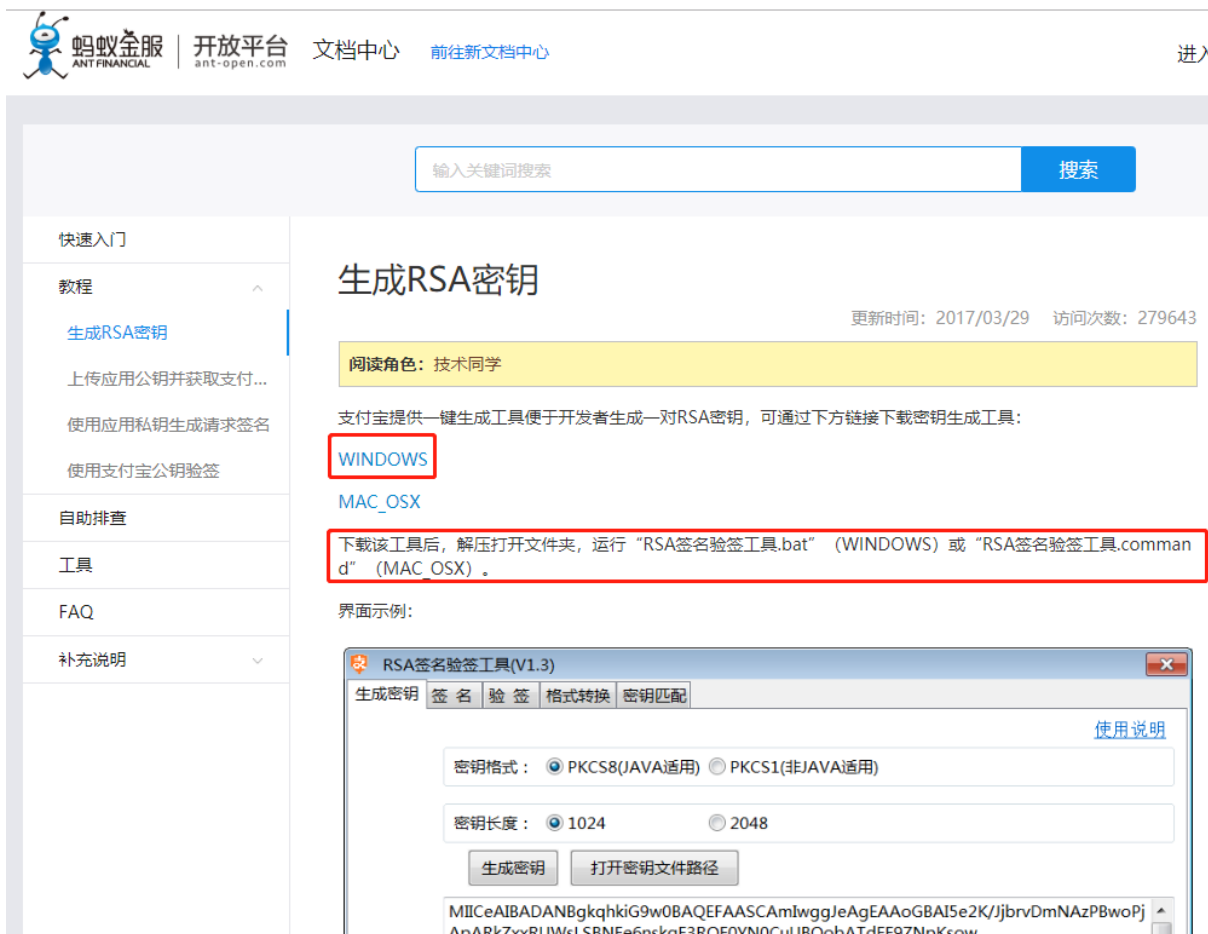 蚂蚁金服 开放平台 文档中心 前往新文档中心
ANT FINANCIAL ant-open.com
进入
输入关键词搜索 搜索
快速入门
教程
生成RSA密钥
上传应用公钥并获取支付...
使用应用私钥生成请求签名
使用支付宝公钥验签
自助排查
工具
FAQ
补充说明
生成RSA密钥
更新时间：2017/03/29 访问次数：279643
阅读角色：技术同学
支付宝提供一键生成工具便于开发者生成一对RSA密钥，可通过下方链接下载密钥生成工具：
WINDOWS
MAC_OSX
下载该工具后，解压打开文件夹，运行“RSA签名验签工具.bat”（WINDOWS）或“RSA签名验签工具.comman
d”（MAC_OSX）。
界面示例：
RSA签名验签工具(V1.3)
生成密钥 签 名 验 签 格式转换 密钥匹配
使用说明
密钥格式： PKCS8(JAVA适用) PKCS1(非JAVA适用)
密钥长度： 1024 2048
生成密钥 打开密钥文件路径
MIICeAIBADANBgkqhkiG9w0BAQEFAASCAmIwggJeAgEAAoGBAI5e2K/JjbrvDmNAzPBwoPj